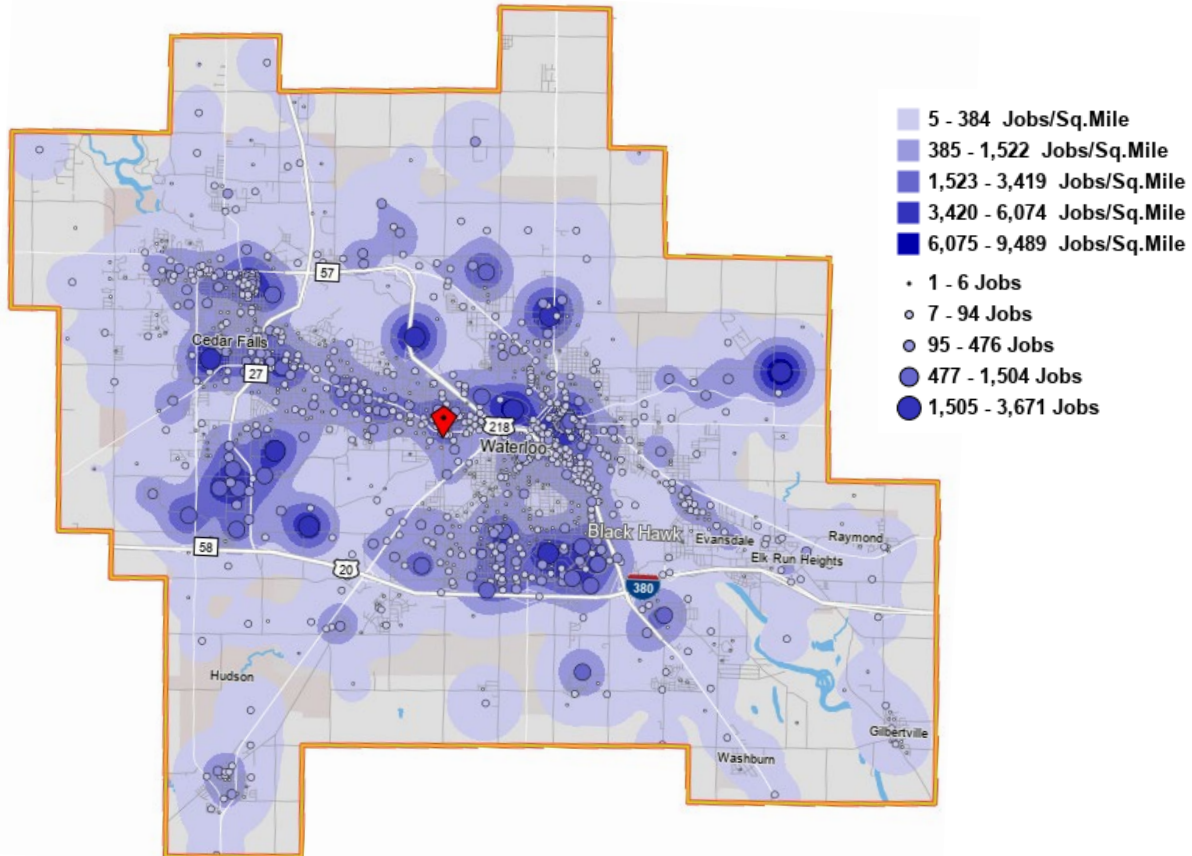 5 - 384 Jobs/Sq.Mile
385 - 1,522 Jobs/Sq.Mile
1,523 - 3,419 Jobs/Sq.Mile
3,420 - 6,074 Jobs/Sq.Mile
6,075 - 9,489 Jobs/Sq.Mile
1 - 6 Jobs
7 - 94 Jobs
95 - 476 Jobs
477 - 1,504 Jobs
1,505 - 3,671 Jobs
57
Cedar Falls
27
218
Waterloo
Black Hawk
Evansdale
Raymond
58
Elk Run Heights
20
380
Hudson
Gilbertville
Washburn